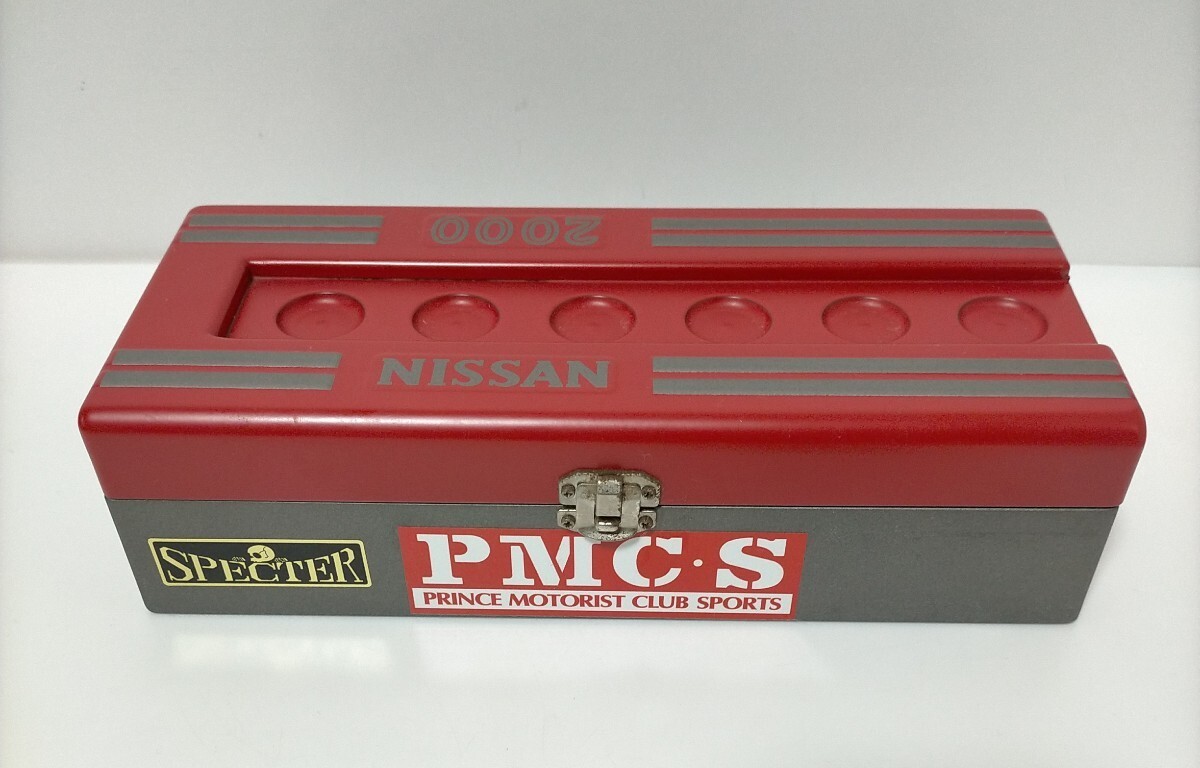 2000
NISSAN
SPECTER
PMC·S
PRINCE MOTORIST CLUB SPORTS